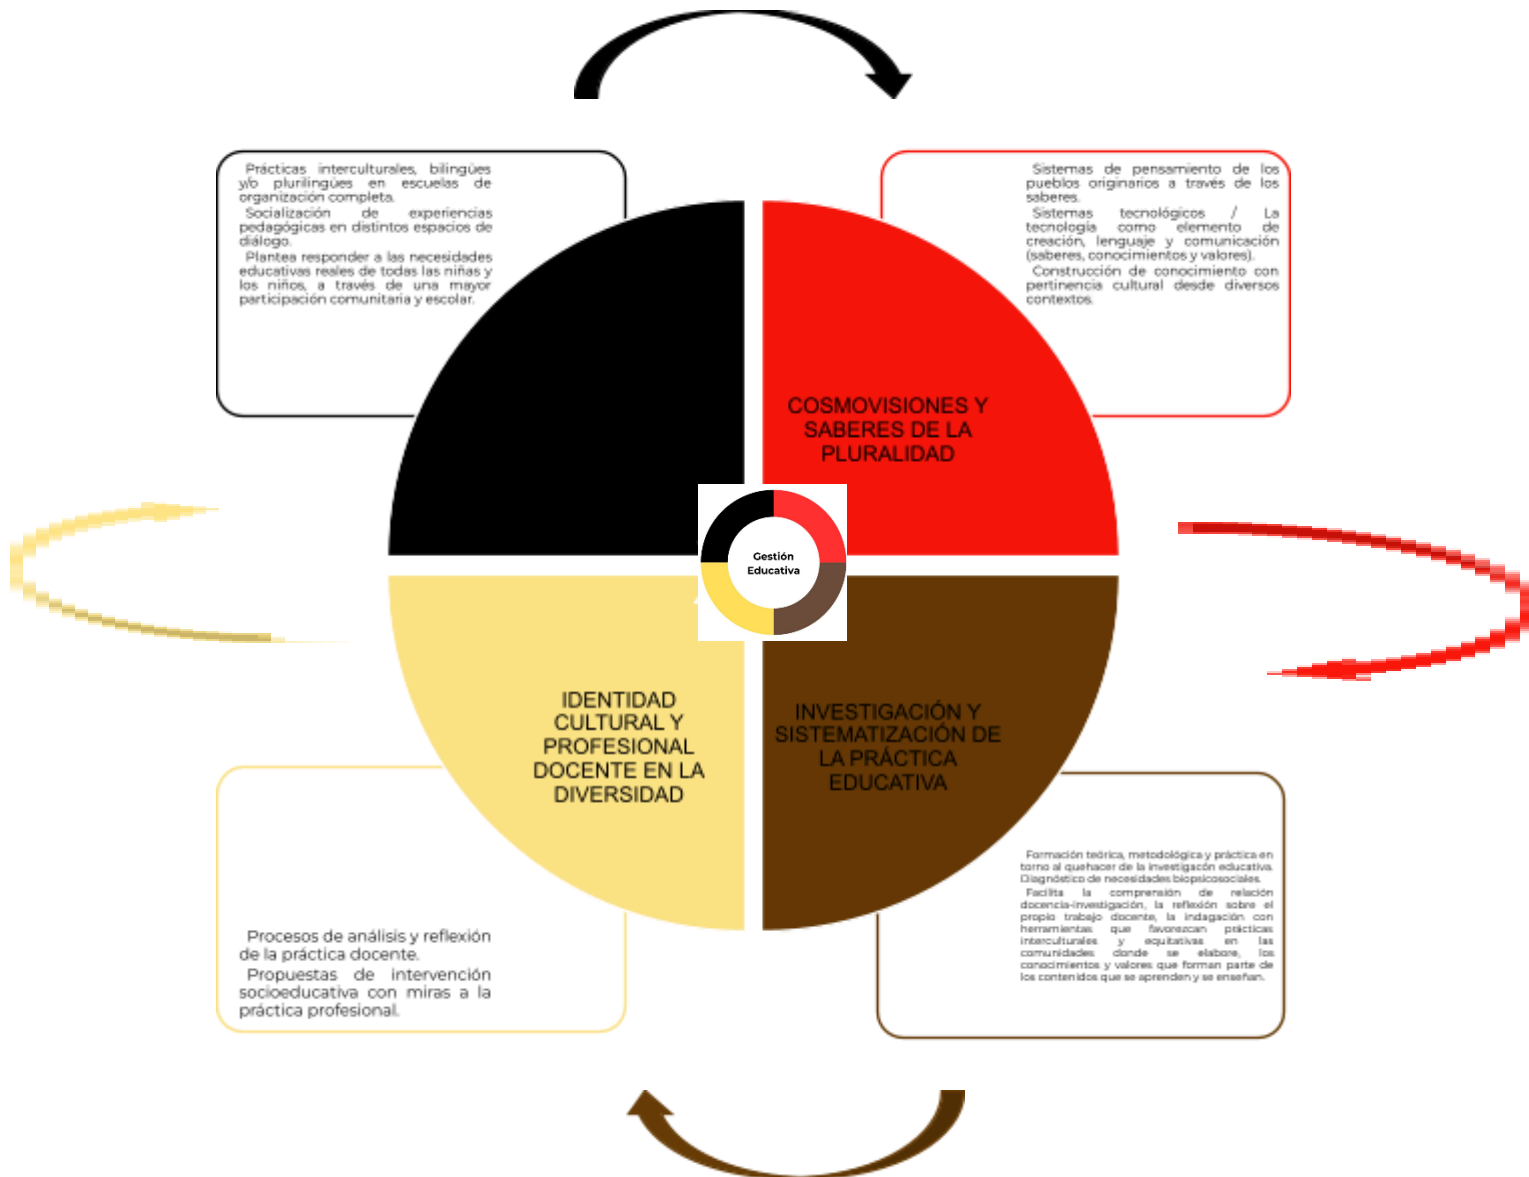 Prácticas interculturales, bilingües
y/o plurilingües en escuelas de
organización completa.
Socialización de experiencias
pedagógicas en distintos espacios de
diálogo.
Plantea responder a las necesidades
educativas reales de todas las niñas y
los niños, a través de una mayor
participación comunitaria y escolar.
Sistemas de pensamiento de los
pueblos originarios a través de los
saberes.
Sistemas tecnológicos / La
tecnología como elemento de
creación, lenguaje y comunicación
(saberes, conocimientos y valores).
Construcción de conocimiento con
pertinencia cultural desde diversos
contextos.
COSMOVISIONES Y
SABERES DE LA
PLURALIDAD
Gestión
Educativa
IDENTIDAD
CULTURAL Y
PROFESIONAL
DOCENTE EN LA
DIVERSIDAD
INVESTIGACIÓN Y
SISTEMATIZACIÓN DE
LA PRÁCTICA
EDUCATIVA
Procesos de análisis y reflexión
de la práctica docente.
Propuestas de intervención
socioeducativa con miras a la
práctica profesional.
Formación teórica, metodológica y práctica en
torno al quehacer de la investigacón educativa.
Diagnóstico de necesidades biopsicosociales.
Facilita la comprensión de relación
docencia-investigación, la reflexión sobre el
propio trabajo docente, la indagación con
herramientas que favorezcan prácticas
interculturales y equitativas en las
comunidades donde se elabore, los
conocimientos y valores que forman parte de
los contenidos que se aprenden y se enseñan.